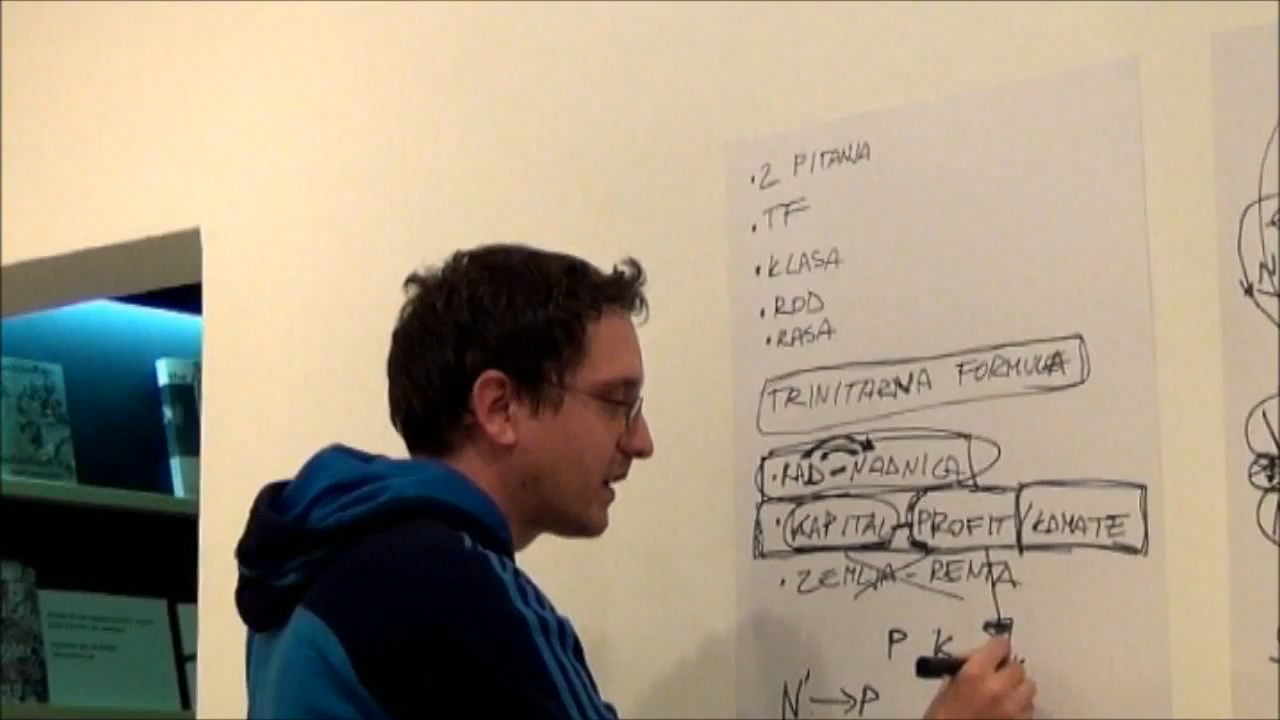 ·2 PITANJA
·TF
·KLASA
·ROD
·RASA
TRINITARNA FORMULA
·RAD-NADNICA
·KAPITAL-PROFIT/KAMATE
·ZEMLJA-RENTA
P K
N'→P